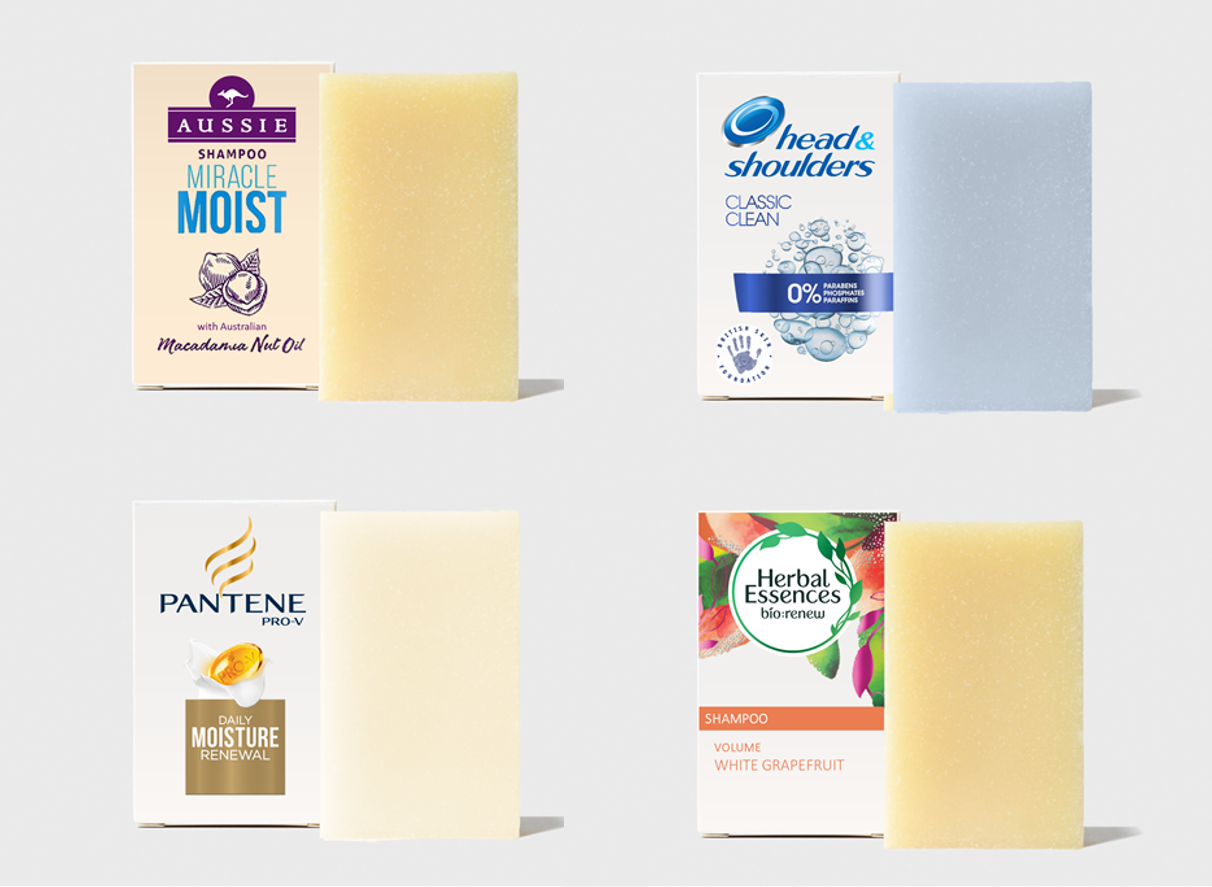 AUSSIE
SHAMPOO
MIRACLE
MOIST
with Australian
Macadamia Nut Oil
head&
shoulders
CLASSIC
CLEAN
0% PARABENS
PHOSPHATES
PARAFFINS
BRITISH SKIN
FOUNDATION
PANTENE
PRO-V
PRO-V
DAILY
MOISTURE
RENEWAL
Herbal
Essences
bio:renew
SHAMPOO
VOLUME
WHITE GRAPEFRUIT